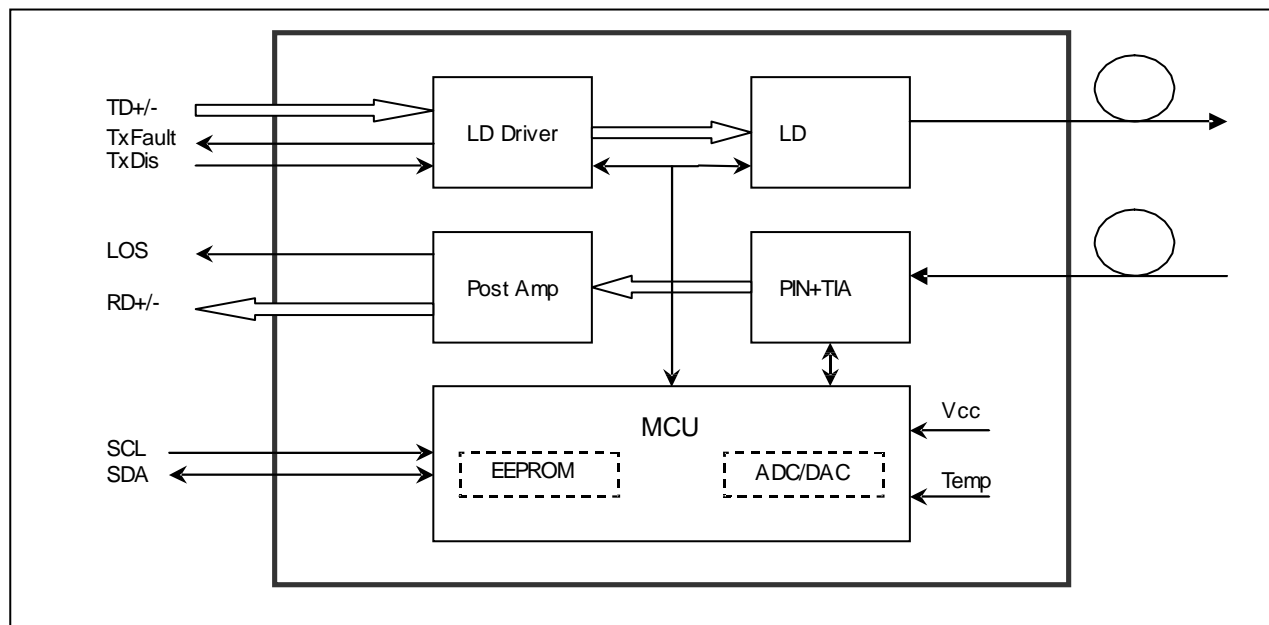 TD+/-
TxFault
TxDis
LD Driver
LD
LOS
RD+/-
Post Amp
PIN+TIA
SCL
SDA
MCU
EEPROM
ADC/DAC
Vcc
Temp